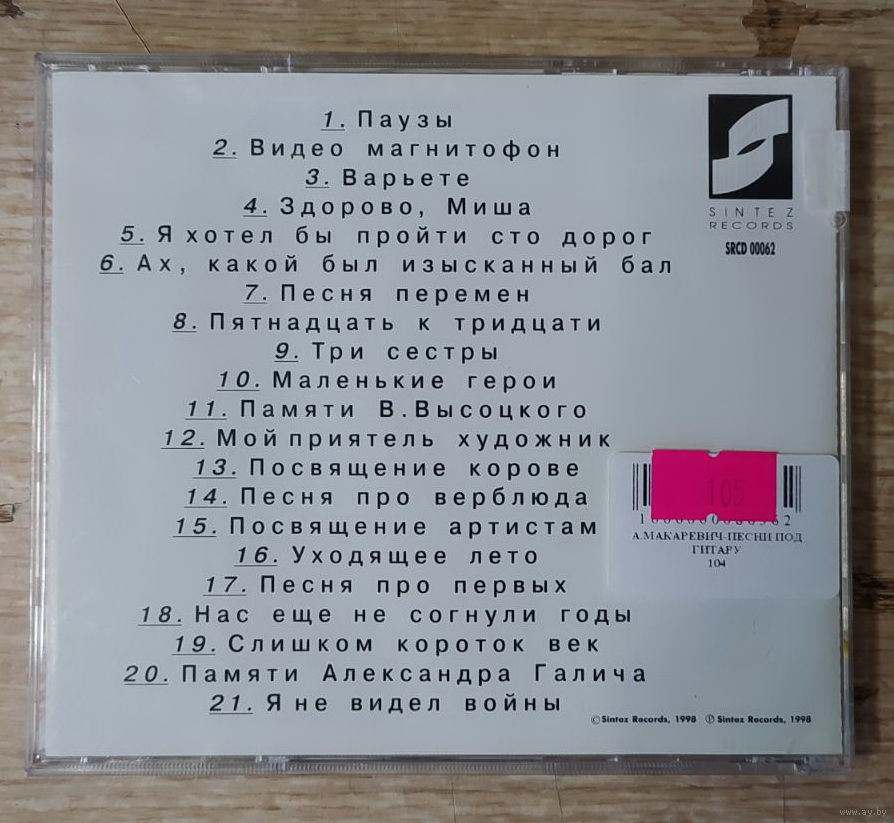 1. Паузы
2. Видео магнитофон
3. Варьете
4. Здорово, Миша
5. Я хотел бы пройти сто дорог
6. Ах, какой был изысканный бал
7. Песня перемен
8. Пятнадцать к тридцати
9. Три сестры
10. Маленькие герои
11. Памяти В.Высоцкого
12. Мой приятель художник
13. Посвящение корове
14. Песня про верблюда
15. Посвящение артистам
16. Уходящее лето
17. Песня про первых
18. Нас еще не согнули годы
19. Слишком короток век
20. Памяти Александра Галича
21. Я не видел войны
SINTEZ
RECORDS
SRCD 00062
105
А.МАКАРЕВИЧ-ПЕСНИ ПОД
ГИТАРУ
104
©Sintez Records, 1998 ℗ Sintez Records, 1998
www.ay.by